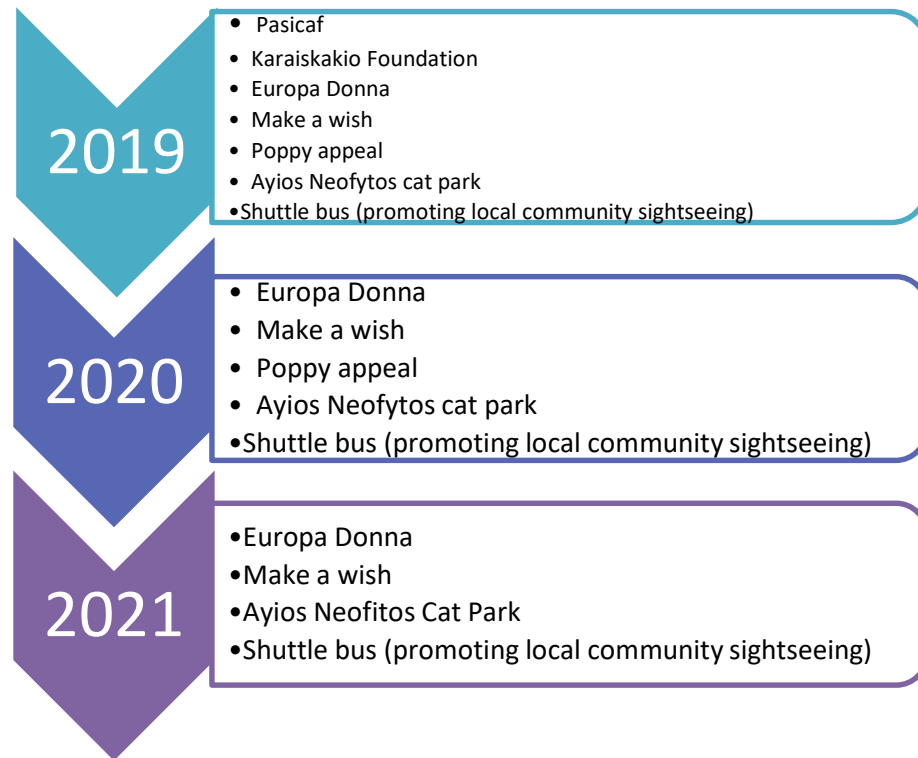 2019
• Pasicaf
• Karaiskakio Foundation
• Europa Donna
• Make a wish
• Poppy appeal
• Ayios Neofytos cat park
•Shuttle bus (promoting local community sightseeing)
2020
• Europa Donna
• Make a wish
• Poppy appeal
• Ayios Neofytos cat park
•Shuttle bus (promoting local community sightseeing)
2021
•Europa Donna
•Make a wish
•Ayios Neofitos Cat Park
•Shuttle bus (promoting local community sightseeing)